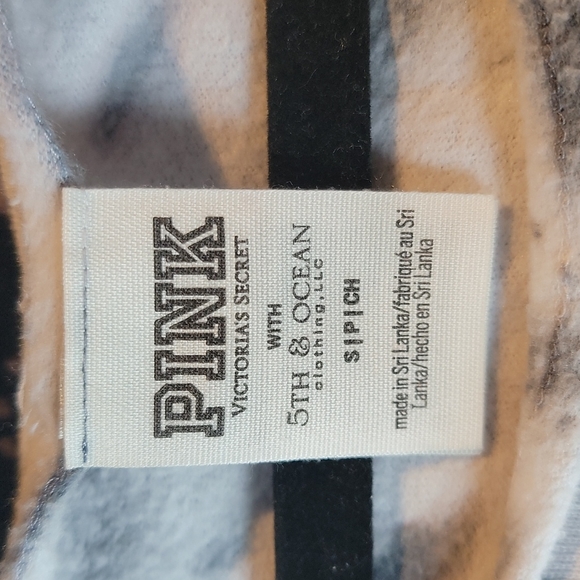 PINK
VICTORIA'S SECRET
WITH
5TH & OCEAN
clothing, LLC
S|P|CH
made in Sri Lanka/fabriqué au Sri
Lanka/hecho en Sri Lanka